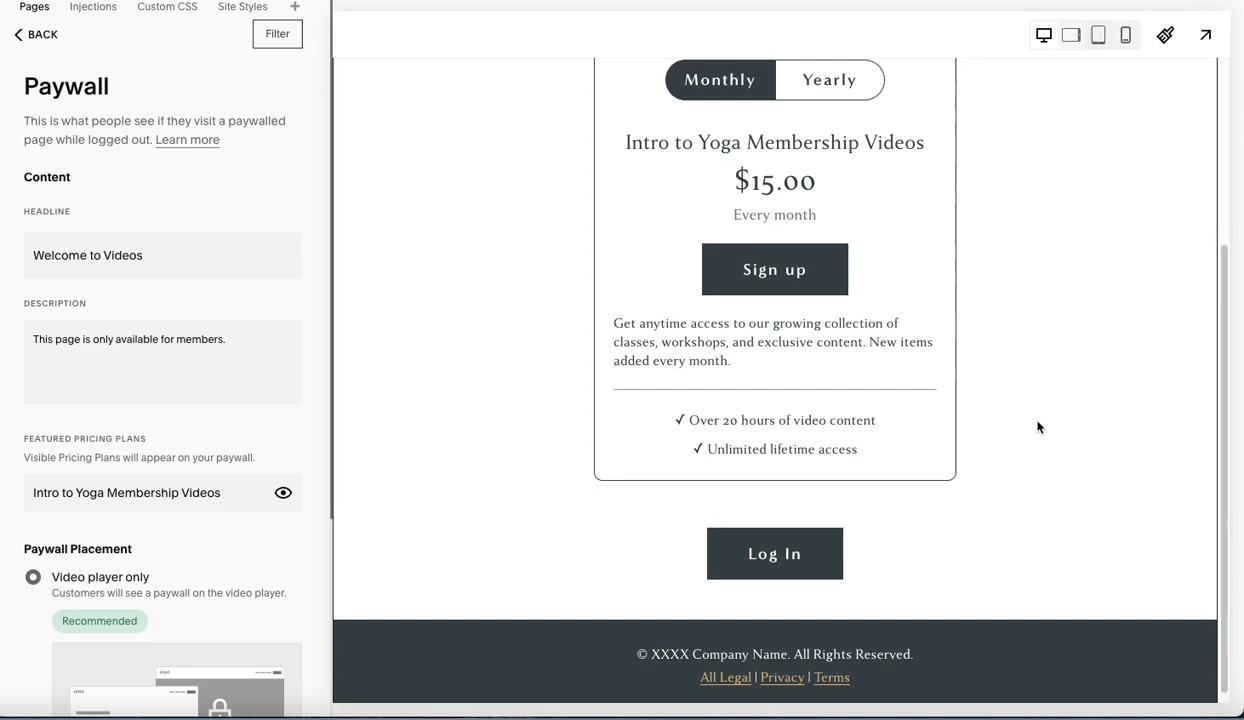 Pages Injections Custom CSS Site Styles
BACK
Filter
Paywall
This is what people see if they visit a paywalled
page while logged out. Learn more
Content
HEADLINE
Welcome to Videos
DESCRIPTION
This page is only available for members.
FEATURED PRICING PLANS
Visible Pricing Plans will appear on your paywall.
Intro to Yoga Membership Videos
Paywall Placement
Video player only
Customers will see a paywall on the video player.
Recommended
LOGO
LOGO
Monthly Yearly
Intro to Yoga Membership Videos
$15.00
Every month
Sign up
Get anytime access to our growing collection of
classes, workshops, and exclusive content. New items
added every month.
✓ Over 20 hours of video content
✓ Unlimited lifetime access
Log In
© XXXX Company Name. All Rights Reserved.
All Legal | Privacy | Terms